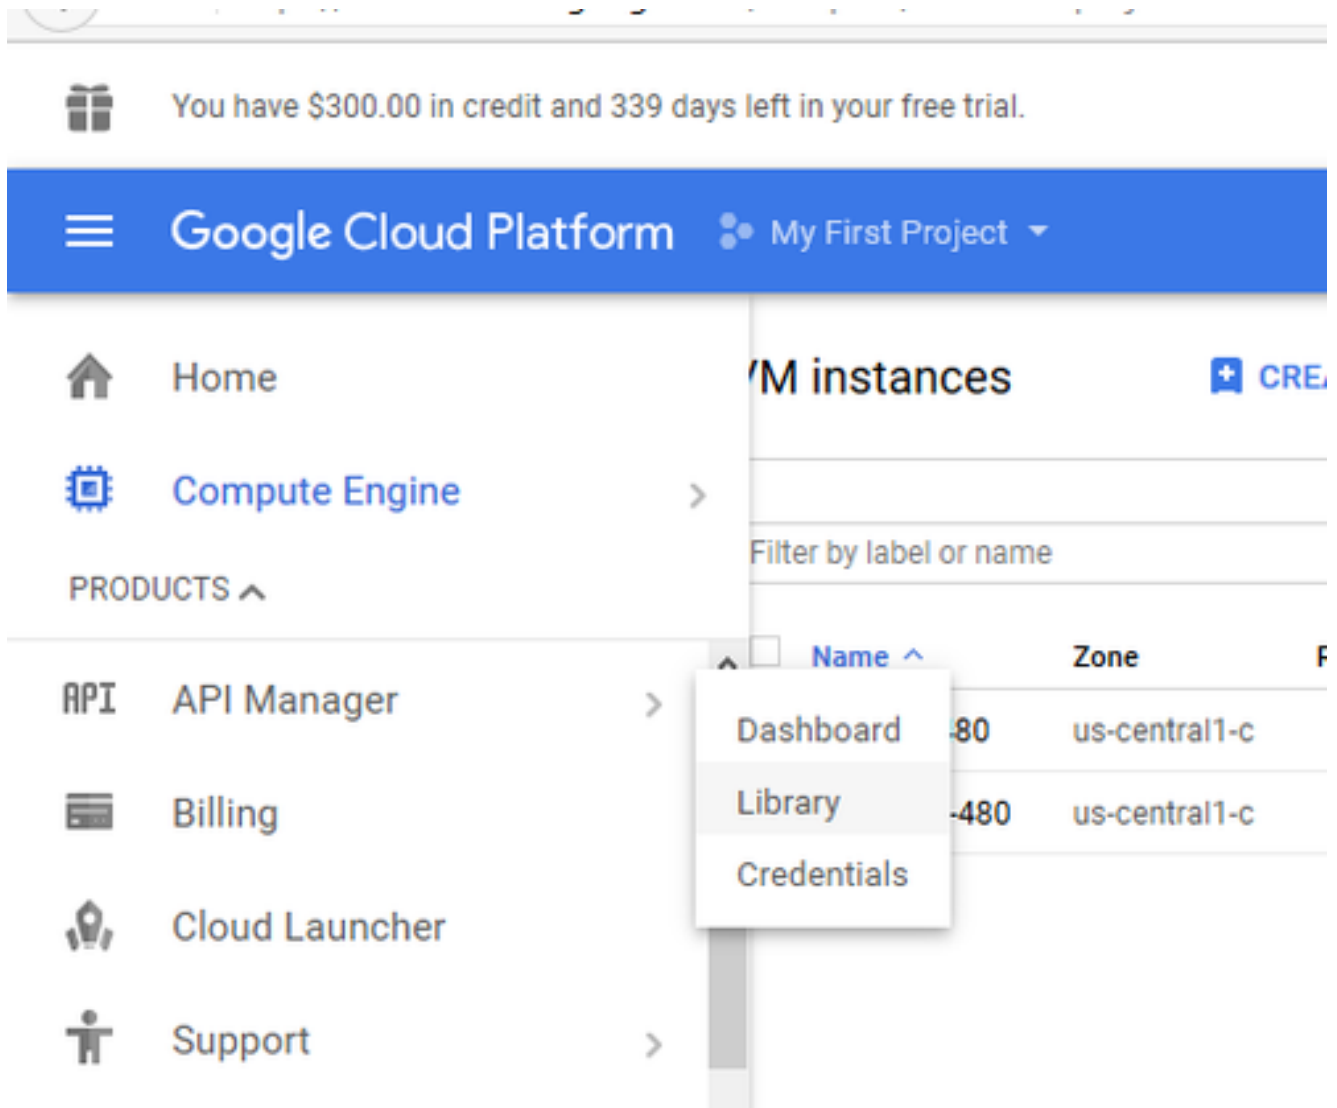 You have $300.00 in credit and 339 days left in your free trial.
Google Cloud Platform My First Project
Home
Compute Engine
PRODUCTS
API API Manager
Billing
Cloud Launcher
Support
Dashboard
Library
Credentials
VM instances
Filter by label or name
Name Zone
80 us-central1-c
-480 us-central1-c